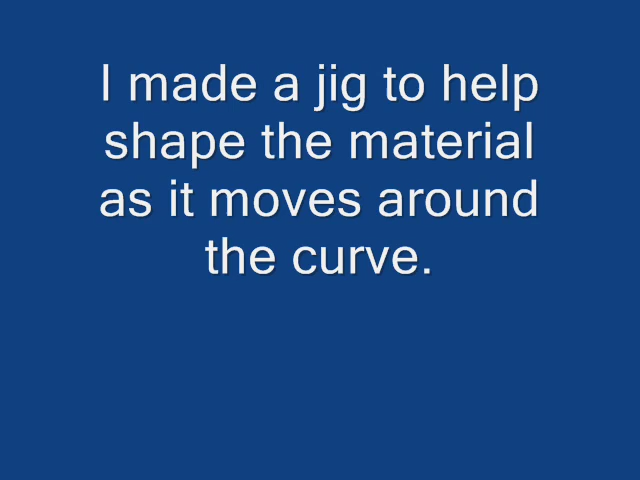 I made a jig to help
shape the material
as it moves around
the curve.